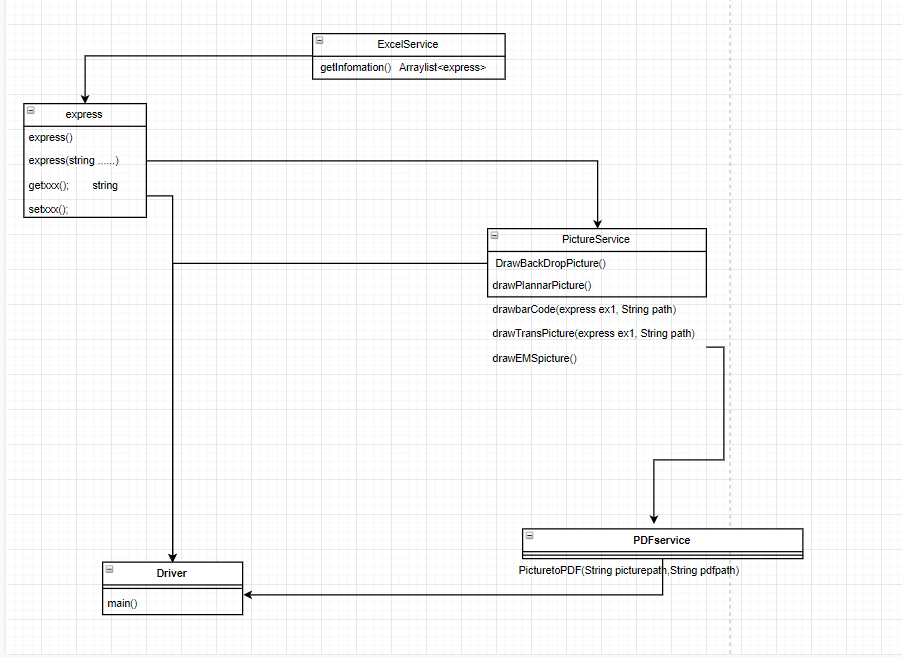 ExcelService
getInfomation() Arraylist<express>
express
express()
express(string ......)
getxxx(); string
setxxx();
PictureService
DrawBackDropPicture()
drawPlannarPicture()
drawbarCode(express ex1, String path)
drawTransPicture(express ex1, String path)
drawEMSpicture()
PDFservice
PicturetoPDF(String picturepath,String pdfpath)
Driver
main()